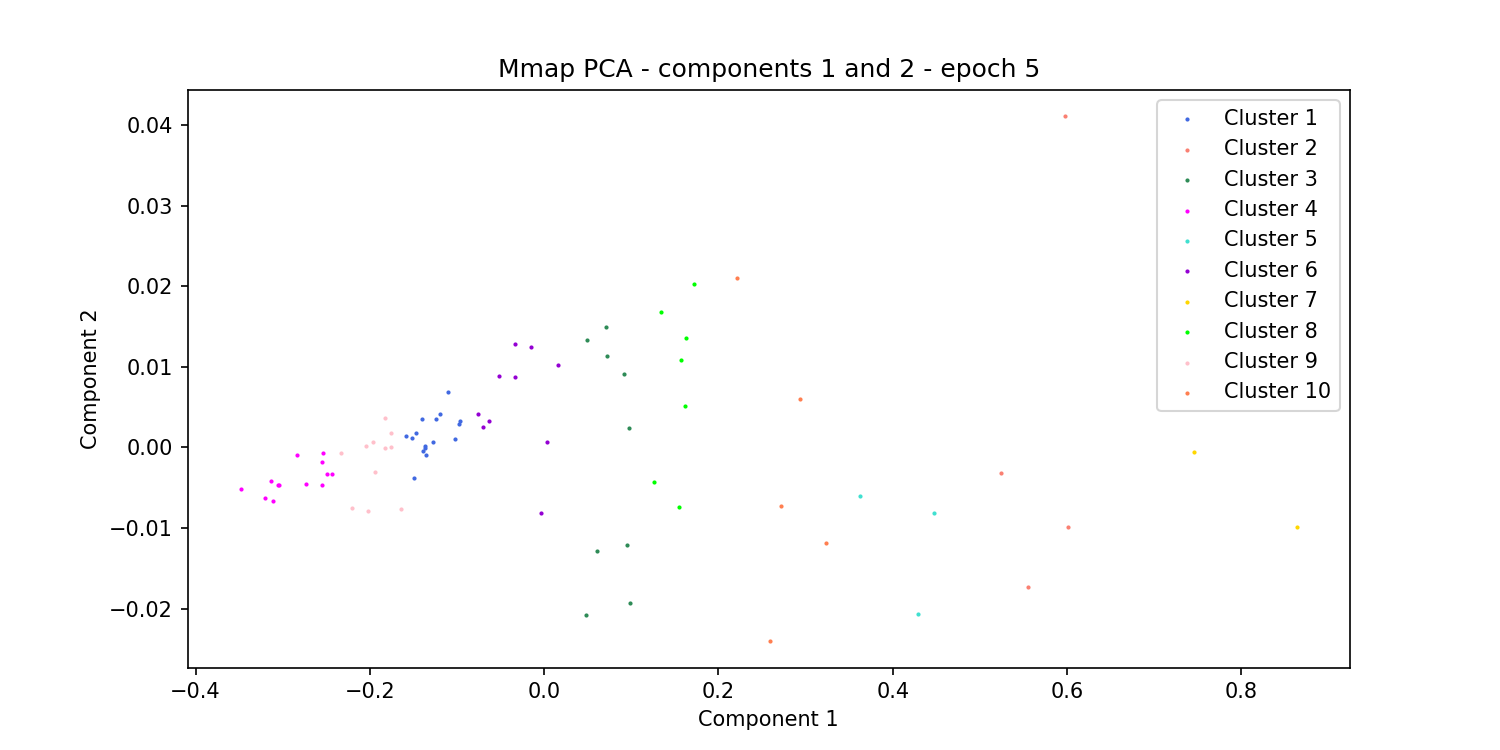 Mmap PCA - components 1 and 2 - epoch 5
Cluster 1
Cluster 2
Cluster 3
Cluster 4
Cluster 5
Cluster 6
Cluster 7
Cluster 8
Cluster 9
Cluster 10
0.04
0.03
0.02
0.01
0.00
−0.01
−0.02
Component 2
−0.4
−0.2
0.0
0.2
0.4
0.6
0.8
Component 1